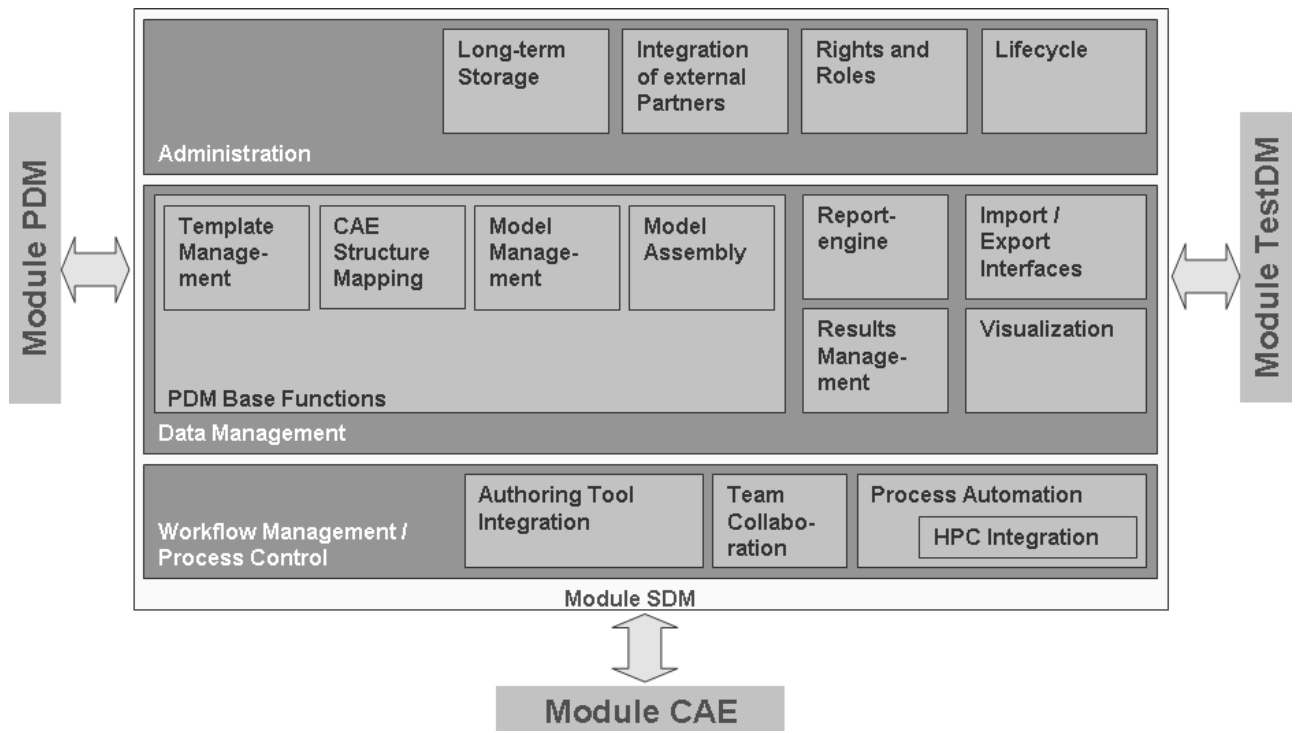 Long-term
Storage
Integration
of external
Partners
Rights and
Roles
Lifecycle
Administration
Module PDM
Template
Manage-
ment
CAE
Structure
Mapping
Model
Manage-
ment
Model
Assembly
PDM Base Functions
Report-
engine
Import /
Export
Interfaces
Results
Manage-
ment
Visualization
Data Management
Module TestDM
Workflow Management /
Process Control
Authoring Tool
Integration
Team
Collabo-
ration
Process Automation
HPC Integration
Module SDM
Module CAE